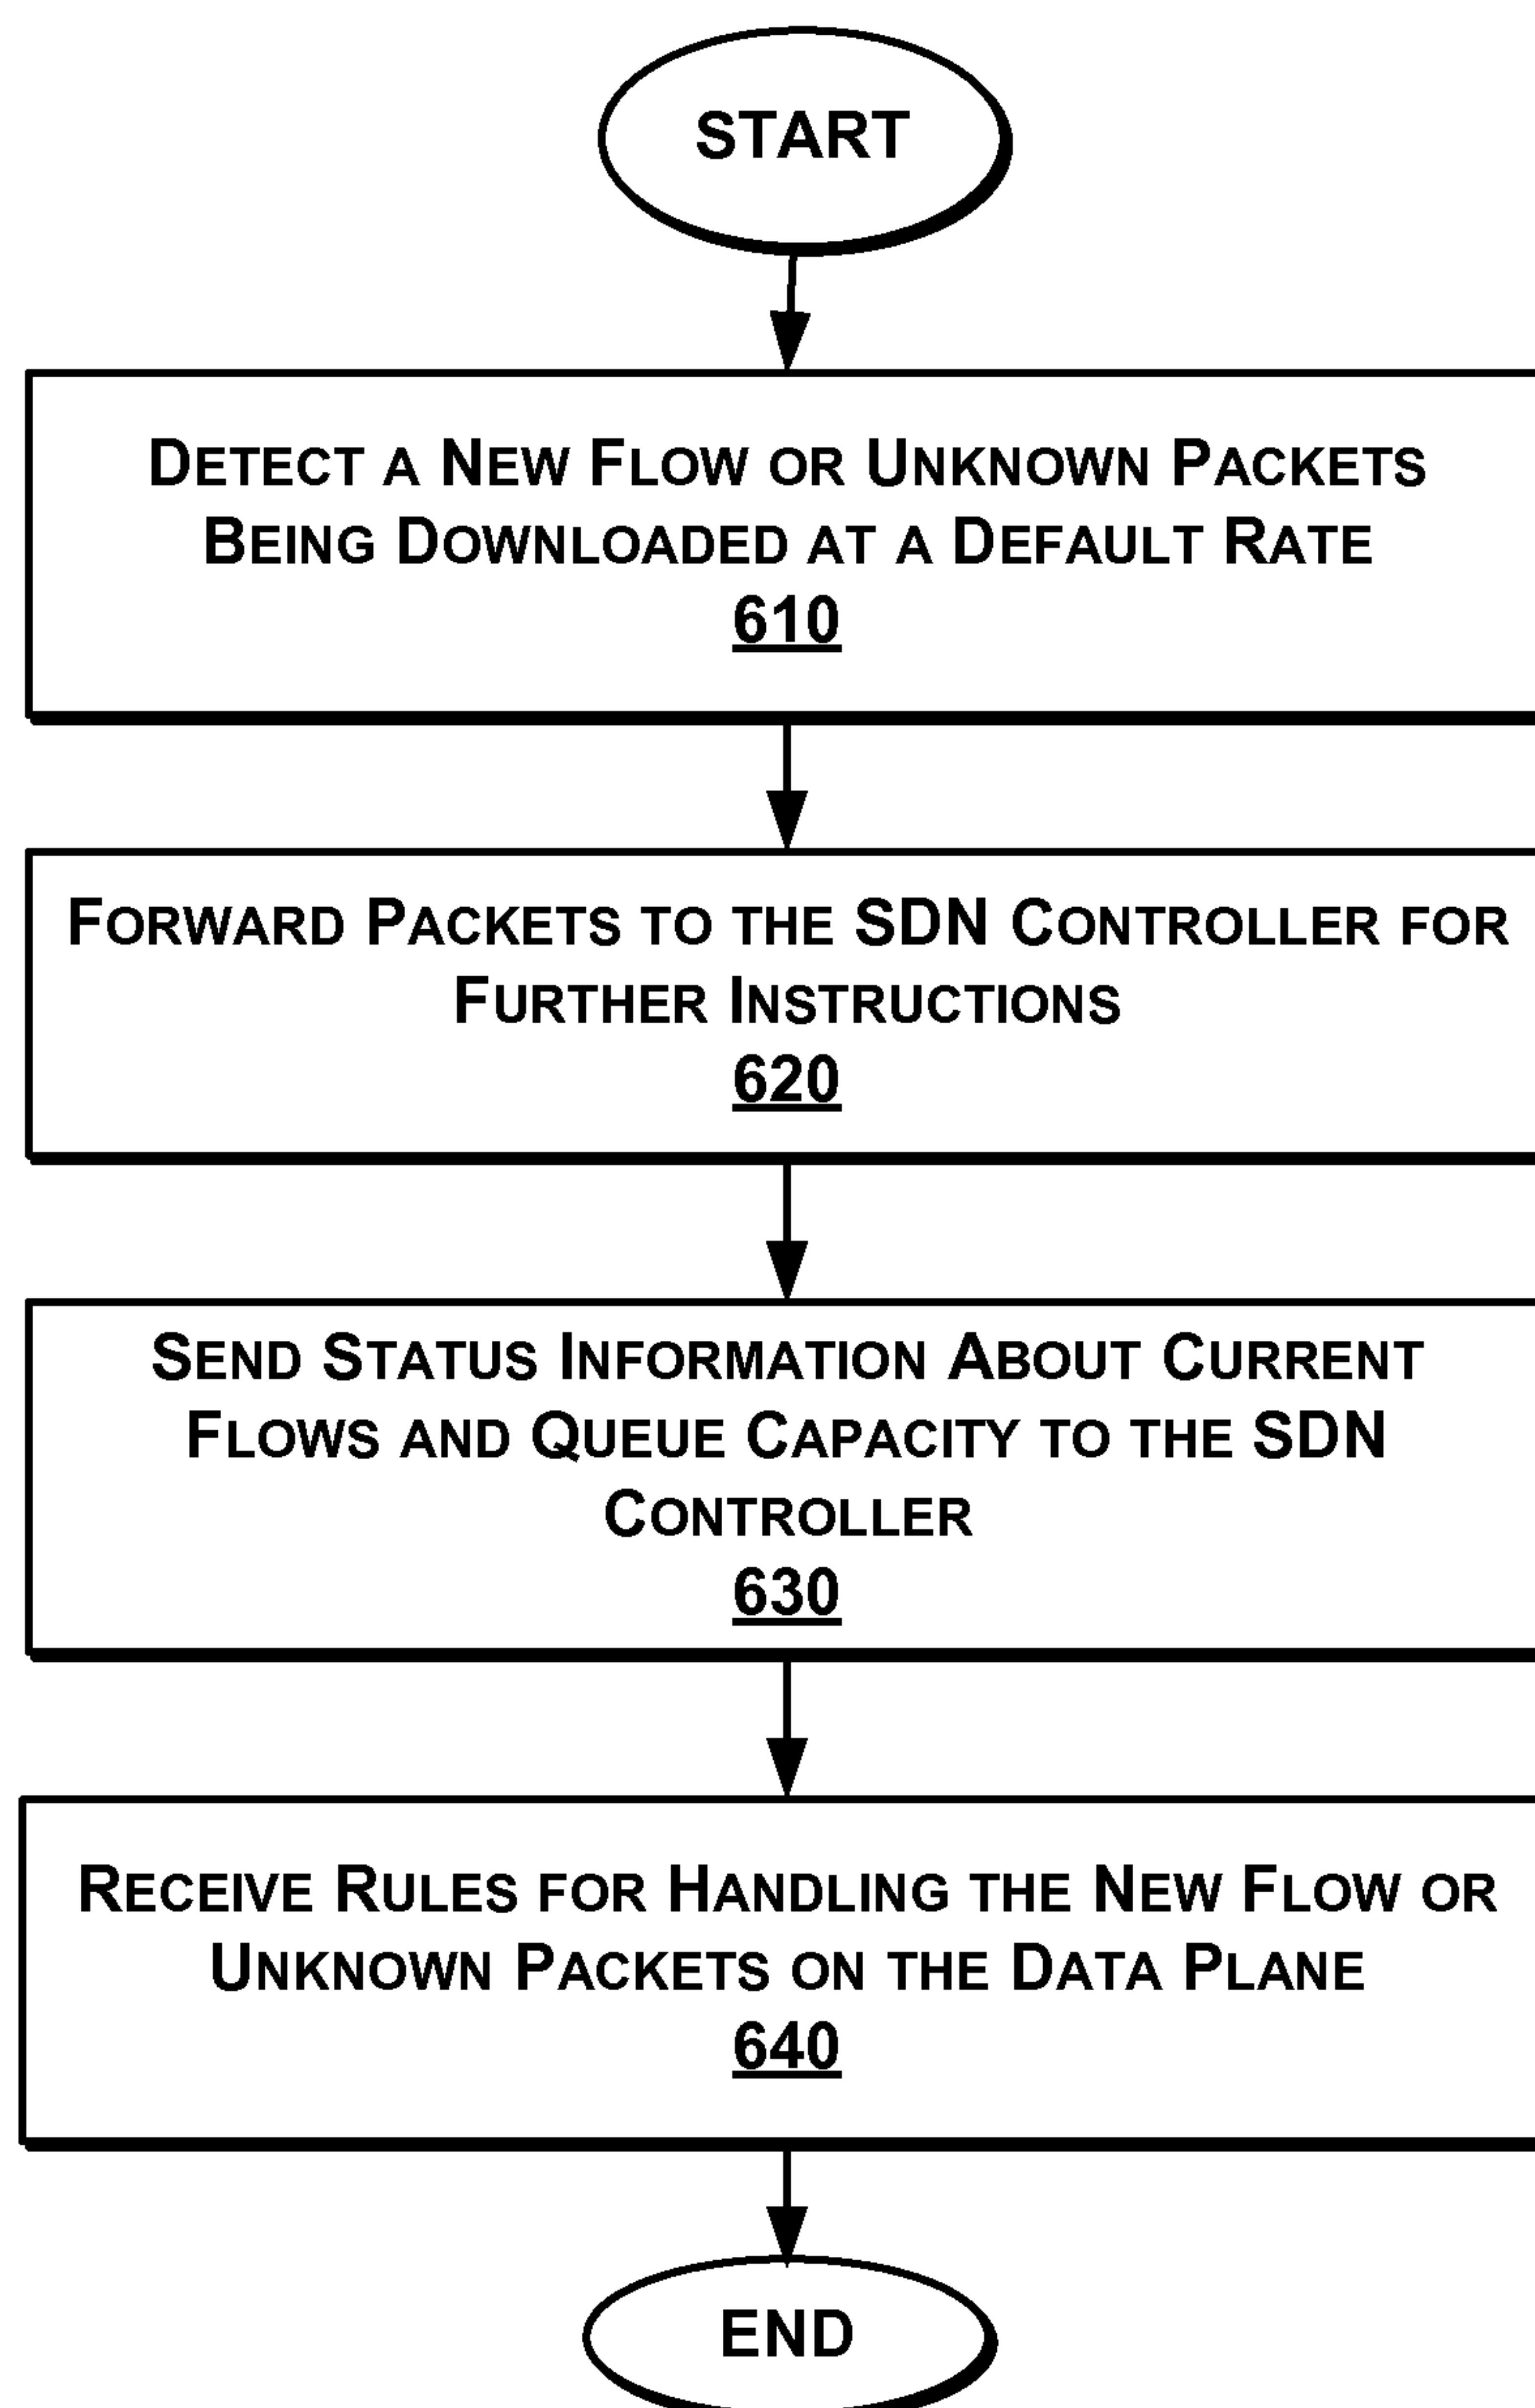 START
DETECT A NEW FLOW OR UNKNOWN PACKETS
BEING DOWNLOADED AT A DEFAULT RATE
610
FORWARD PACKETS TO THE SDN CONTROLLER FOR
FURTHER INSTRUCTIONS
620
SEND STATUS INFORMATION ABOUT CURRENT
FLOWS AND QUEUE CAPACITY TO THE SDN
CONTROLLER
630
RECEIVE RULES FOR HANDLING THE NEW FLOW OR
UNKNOWN PACKETS ON THE DATA PLANE
640
END